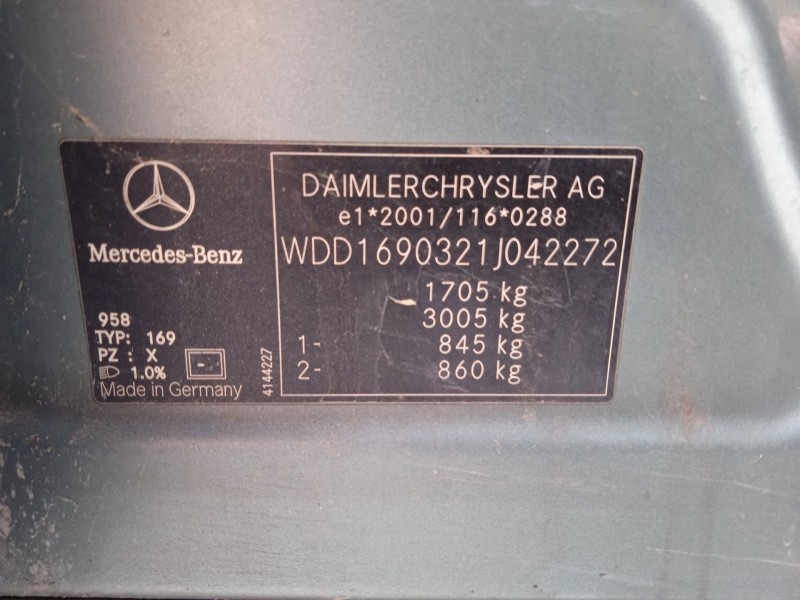 Mercedes-Benz
958
TYP: 169
PZ : X
1.0%
Made in Germany
4144227
DAIMLERCHRYSLER AG
e1*2001/116*0288
WDD1690321J042272
1705 kg
3005 kg
1- 845 kg
2- 860 kg